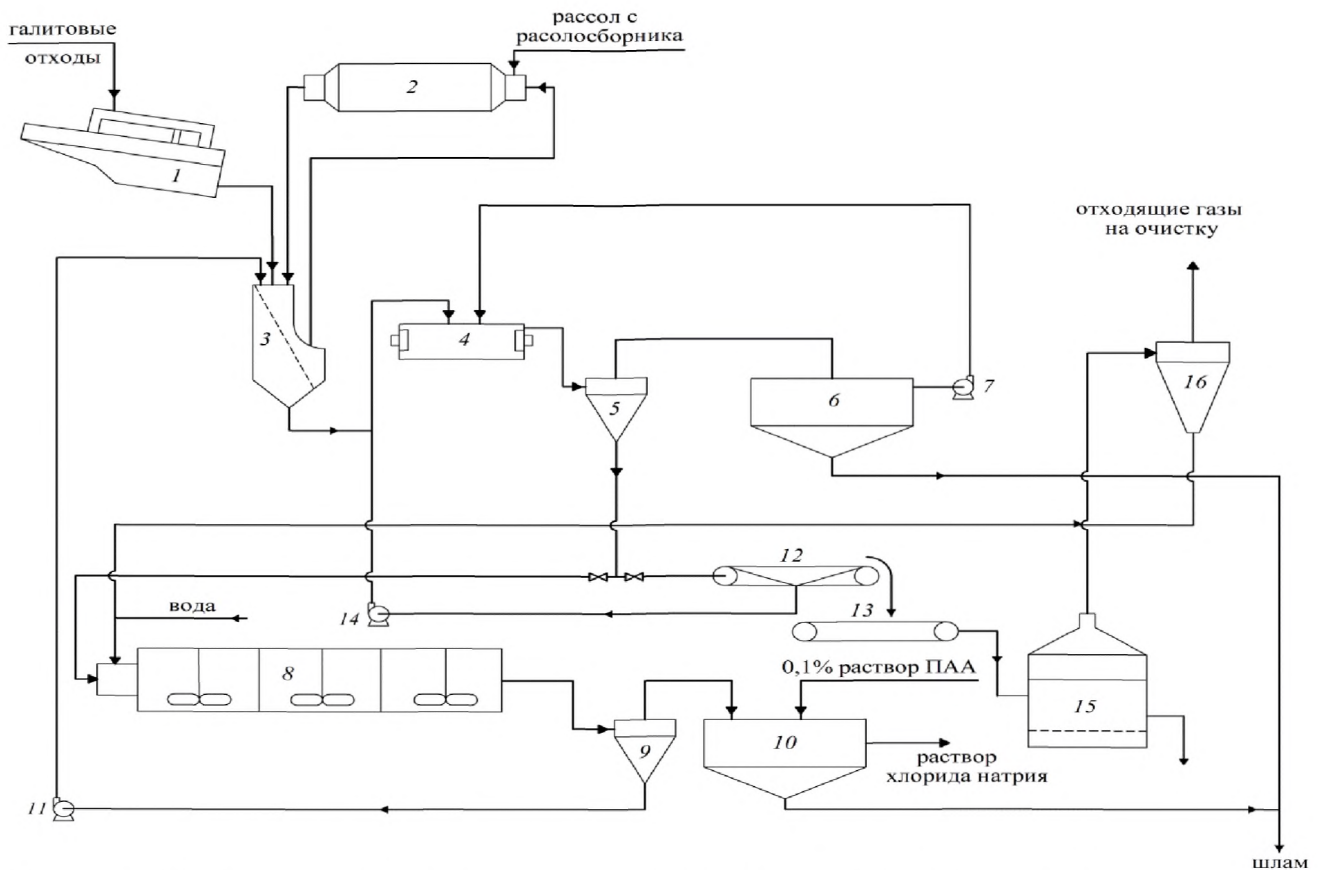 галитовые
отходы
рассол с
расолосборника
2
1
отходящие газы
на очистку
3
4
7
16
5
6
12
вода
14
13
8
0,1% раствор ПАА
15
9
10
раствор
хлорида натрия
11
шлам